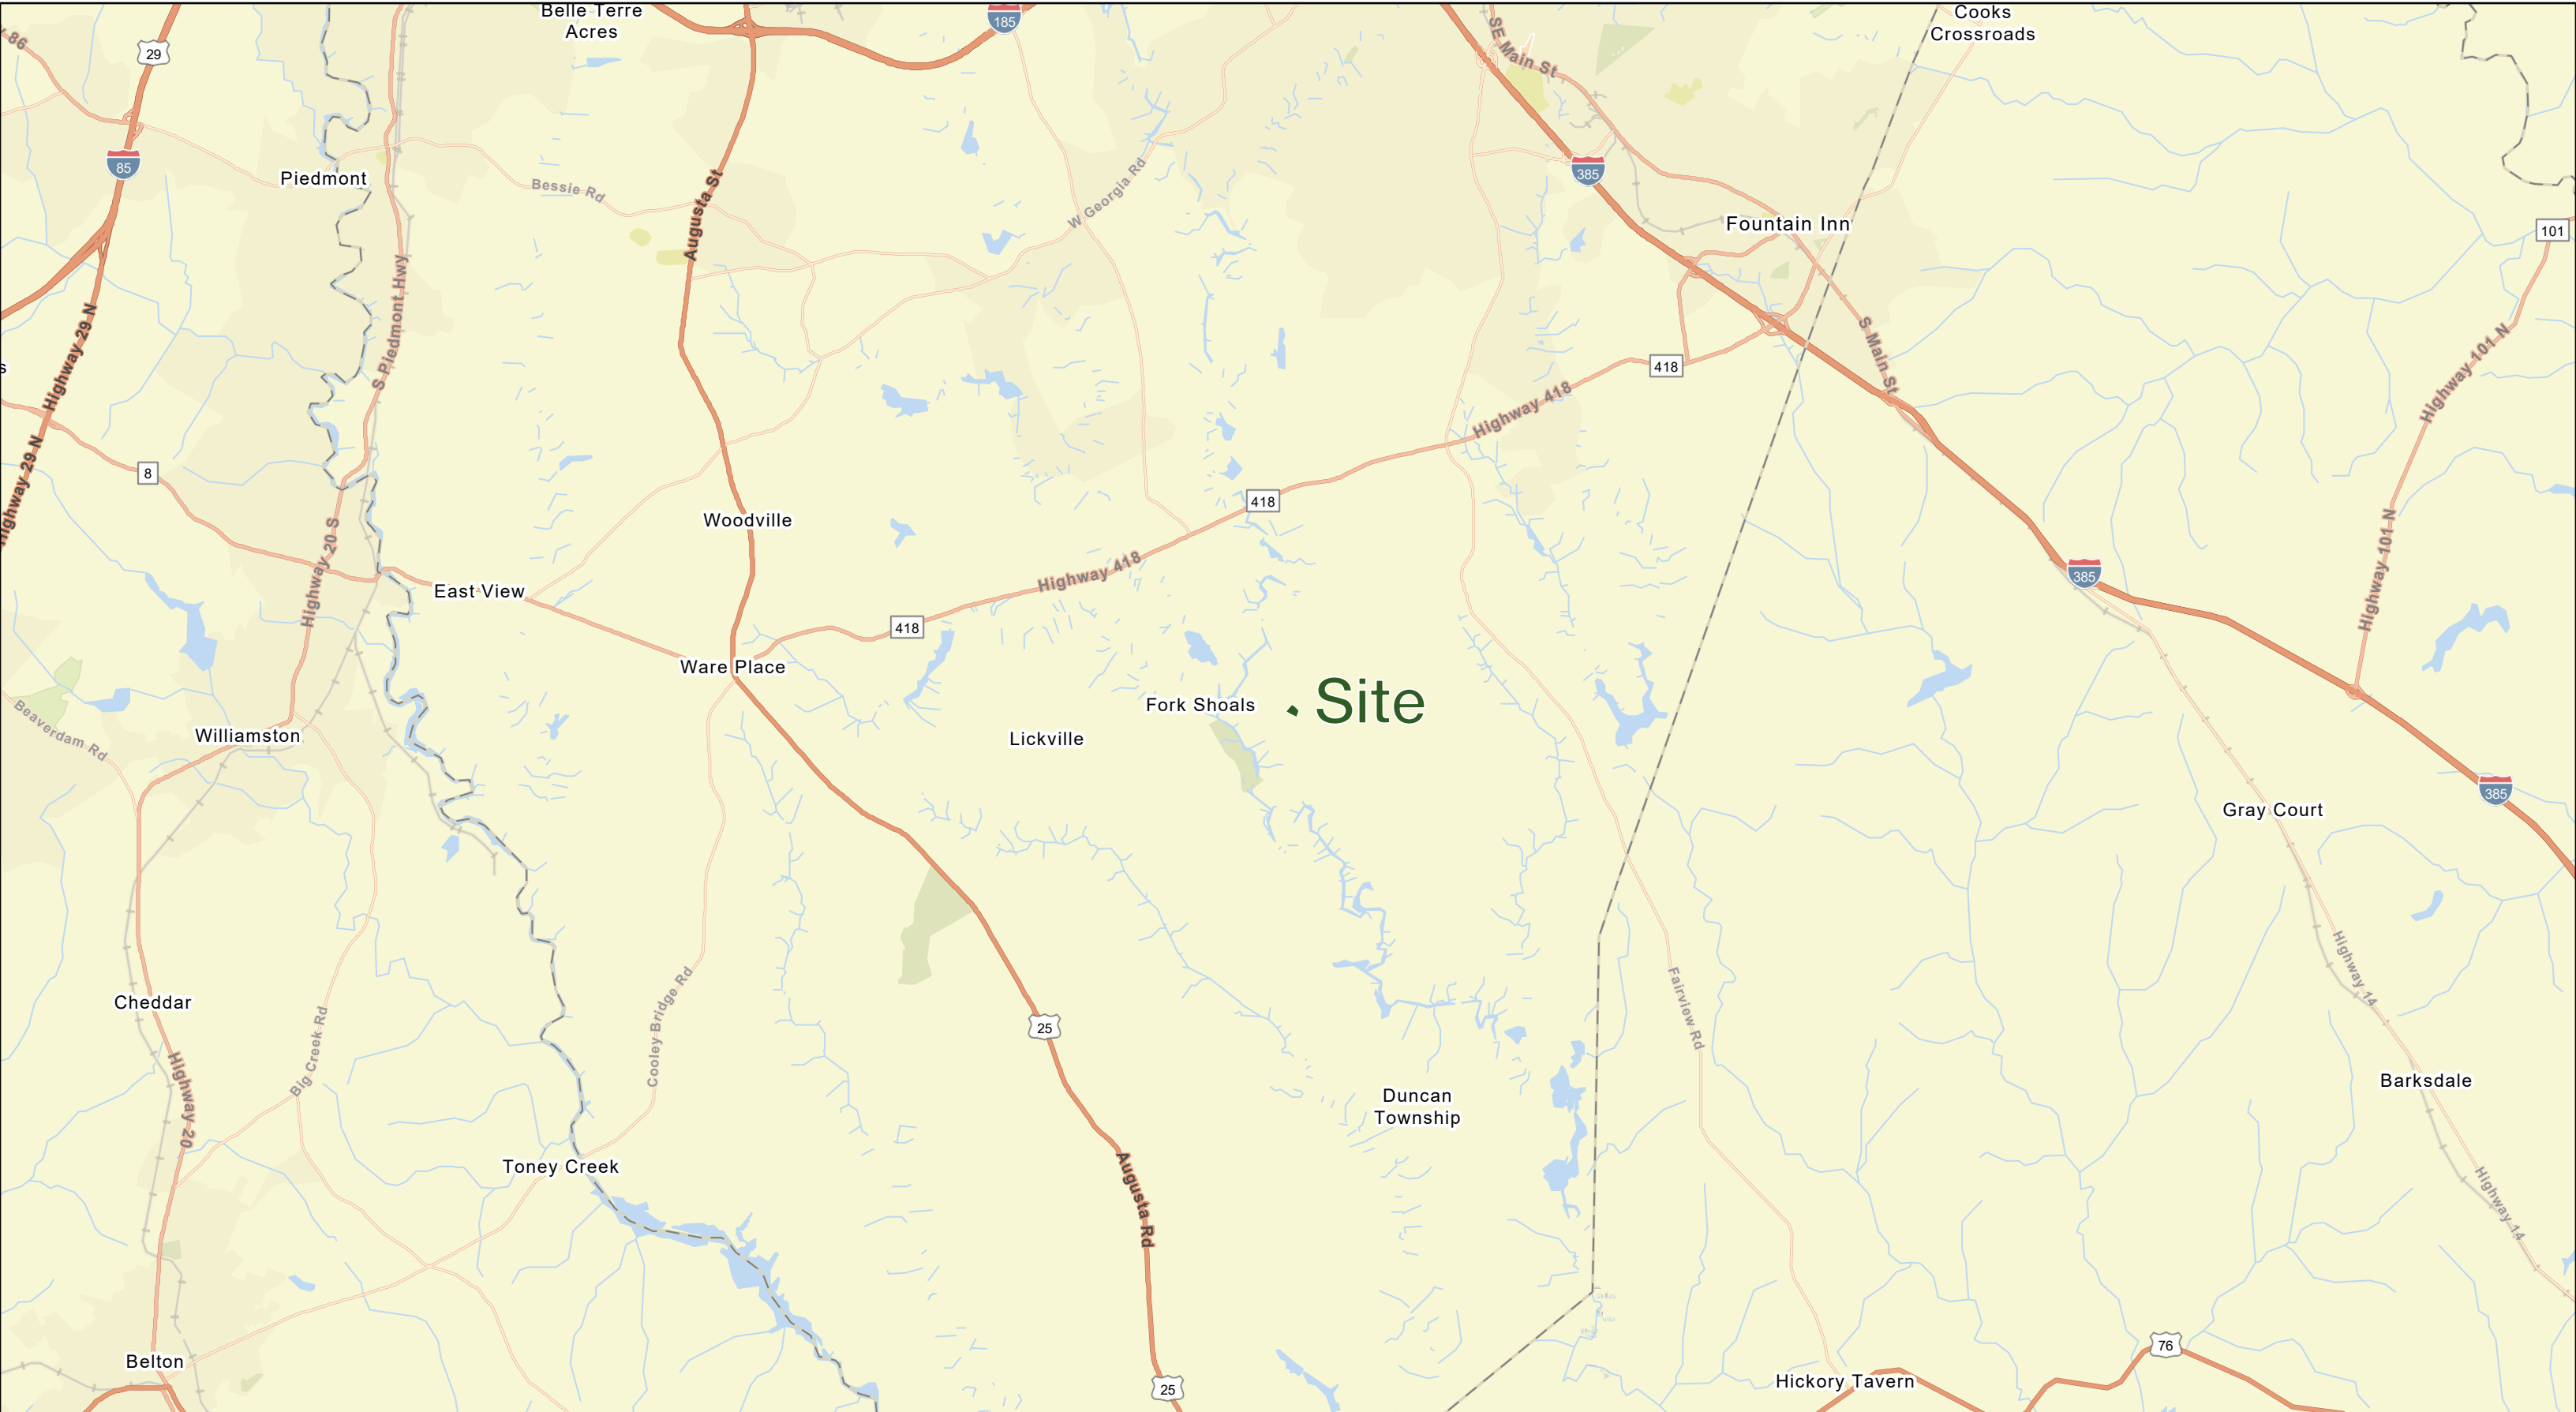 Belle Terre
Acres
185
Cooks
Crossroads
86
29
SE Main St
85
Piedmont
Bessie Rd
Augusta St
W Georgia Rd
385
Fountain Inn
101
S Piedmont Hwy
Highway 29 N
S Main St
Highway 101 N
s
418
Highway 418
Highway 29 N
8
418
Woodville
Highway 20 S
Highway 418
Highway 101 N
385
East View
418
Ware Place
Fork Shoals
Site
Beaverdam Rd
Williamston
Lickville
385
Gray Court
Cheddar
Cooley Bridge Rd
Highway 14
Fairview Rd
25
Big Creek Rd
Highway 20
Duncan
Township
Barksdale
Toney Creek
Augusta Rd
Highway 14
Belton
76
25
Hickory Tavern